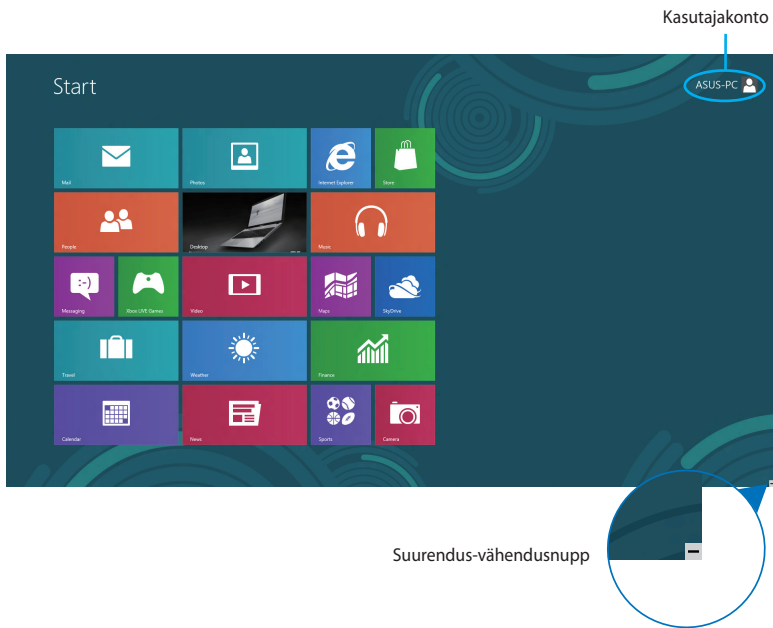 Kasutajakonto
Start
ASUS-PC
Mail
Photos
Internet Explorer
Store
People
Desktop
Music
Messaging
Xbox LIVE Games
Video
Maps
SkyDrive
Travel
Weather
Finance
Calendar
News
Sports
Camera
Suurendus-vähendusnupp